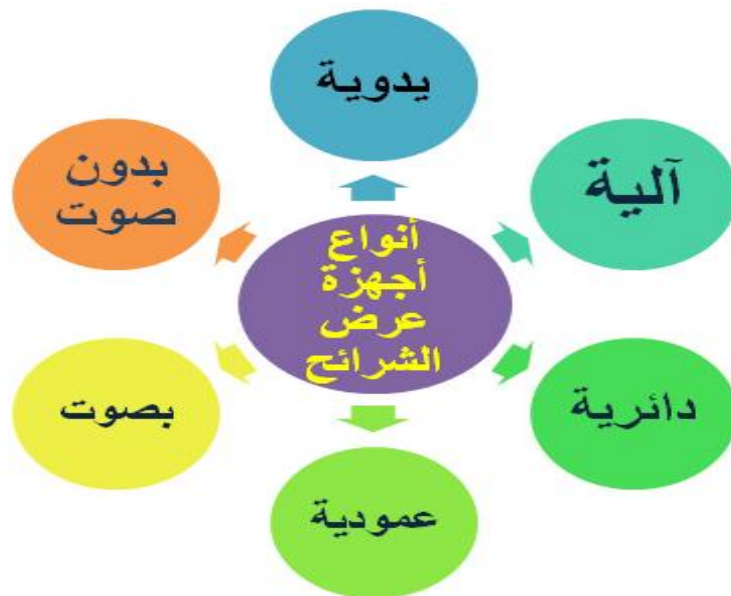 يدوية
آلية
دائرية
عمودية
بصوت
بدون
صوت
أنواع
أجهزة
عرض
الشرائح